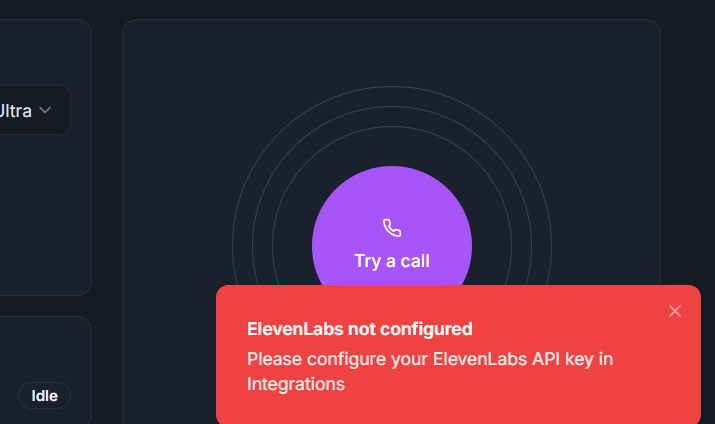 Ultra
Try a call
ElevenLabs not configured
Please configure your ElevenLabs API key in
Integrations
Idle